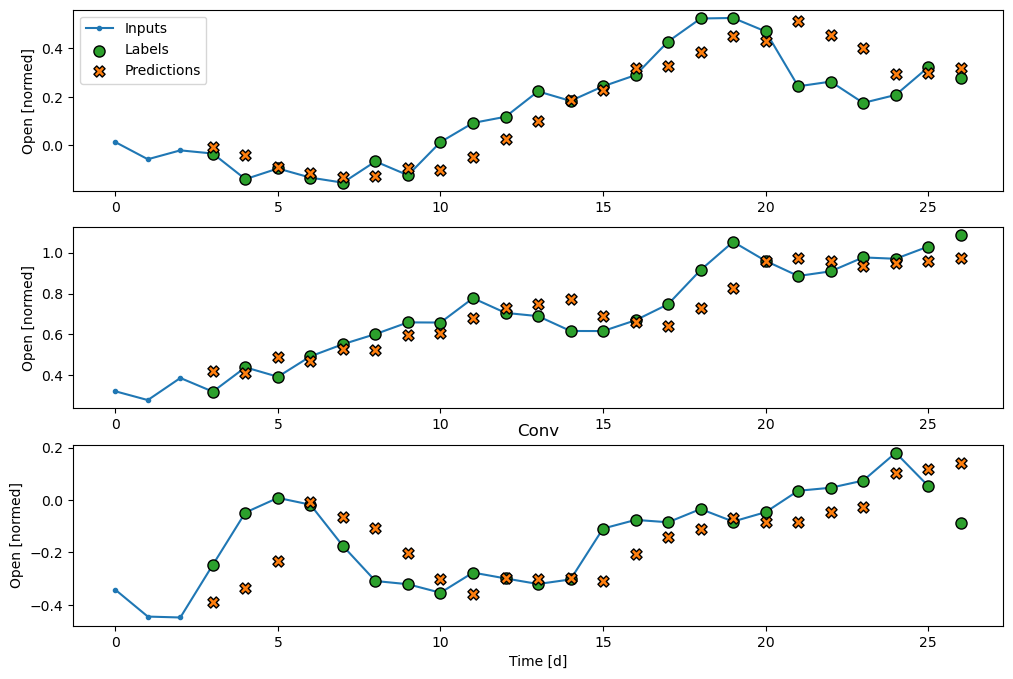 Inputs
Labels
Predictions
Open [normed]
0.4
0.2
0.0
0 5 10 15 20 25
Open [normed]
1.0
0.8
0.6
0.4
0 5 10 15 20 25
Conv
Open [normed]
0.2
0.0
−0.2
−0.4
0 5 10 15 20 25
Time [d]